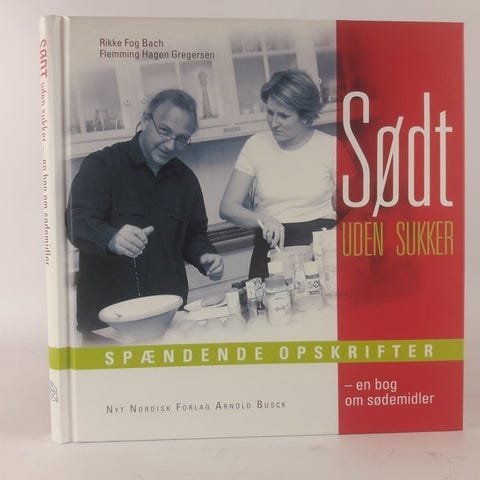 Rikke Fog Bach
Flemming Hagen Gregersen
Sødt
UDEN SUKKER
SPÆNDENDE OPSKRIFTER
– en bog
om sødemidler
NYT NORDISK FORLAG ARNOLD BUSCK
SØDT uden sukker – en bog om sødemidler